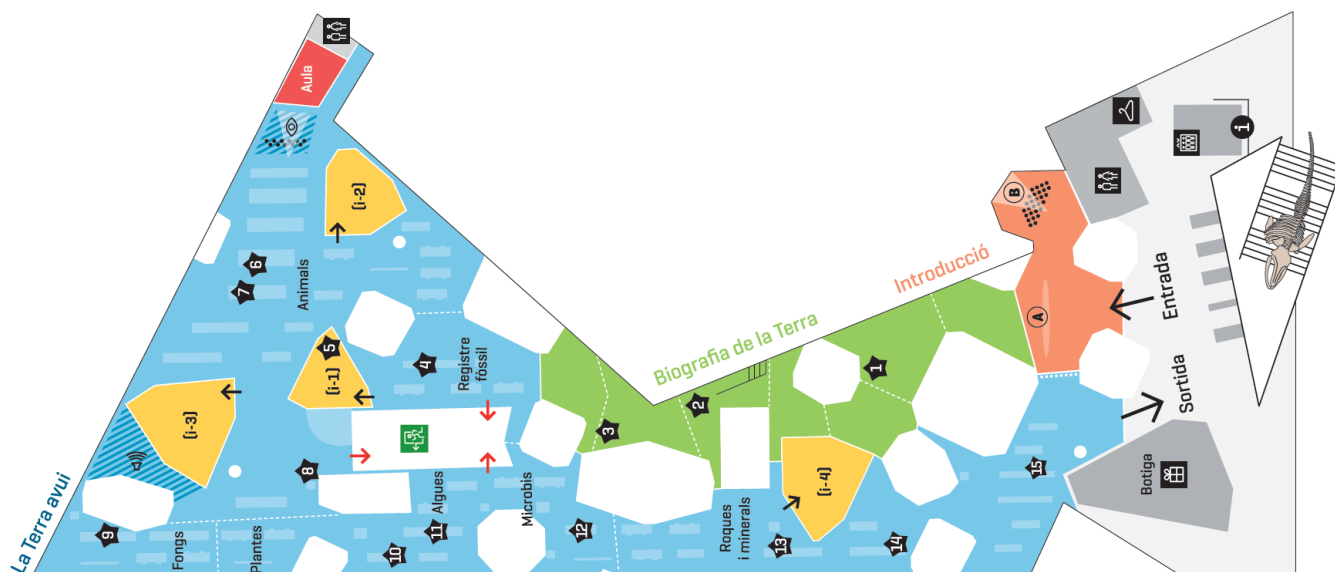 La Terra avui
Aula
(i-2)
6
7
Animals
5
(i-1)
4
Registre
fòssil
(i-3)
8
9
Fongs
Plantes
10
11
Algues
Microbis
12
3
2
1
Biografia de la Terra
Introducció
B
A
Entrada
Sortida
Botiga
i
(i-4)
Roques
i minerals
13
14
15